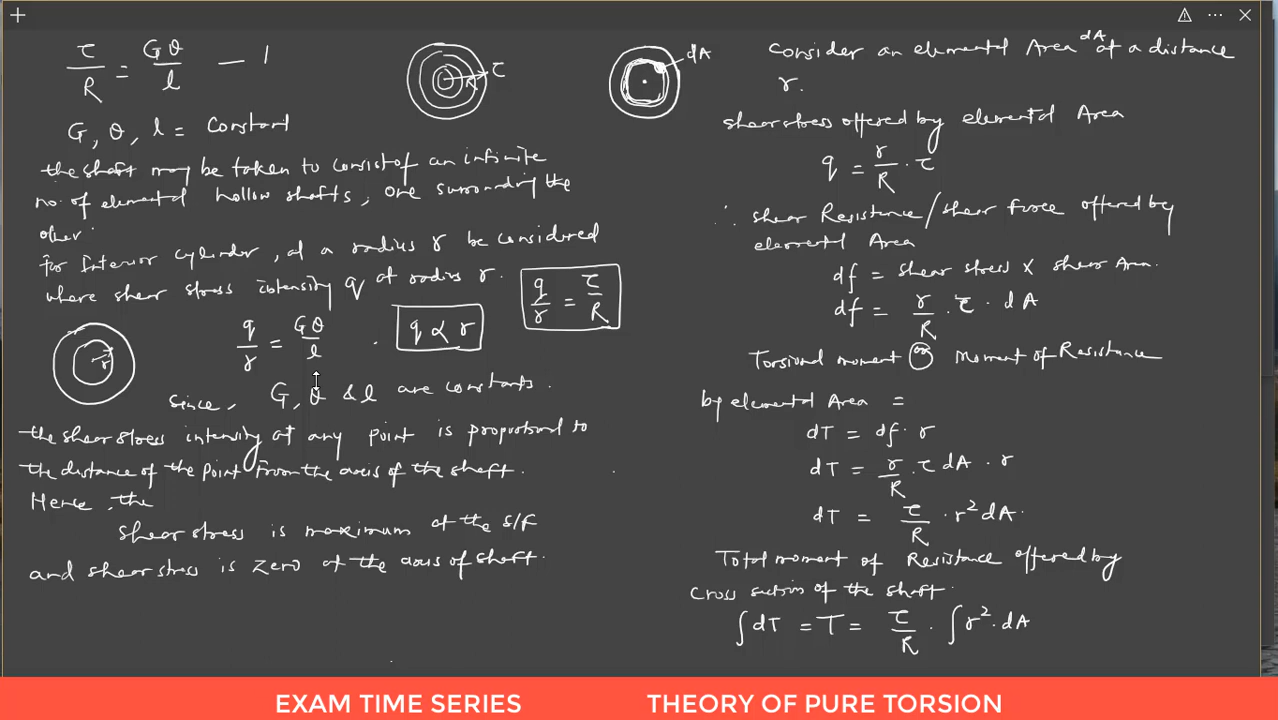 τ/R = Gθ/l — 1
G, θ, l = Constant
the shaft may be taken to consist of an infinite
no. of elemental hollow shafts, one surrounding the
other.
for Interior cylinder, at a radius r be considered
where shear stress intensity q at radius r.
q/r = τ/R
q/r = Gθ/l . q ∝ r
r
since, G, θ & l are constants.
the shear stress intensity at any point is proportional to
the distance of the point from the axis of the shaft.
Hence, the
shear stress is maximum at the S/F
and shear stress is zero at the axis of shaft.
R τ
dA
Consider an elemental Area dA at a distance
r.
shear stress offered by elemental Area
q = r/R . τ
∴ shear Resistance/shear force offered by
elemental Area
df = shear stress × shear Area.
df = r/R . τ . dA
Torsional moment or Moment of Resistance
by elemental Area =
dT = df . r
dT = r/R . τ dA . r
dT = τ/R . r² dA .
Total moment of Resistance offered by
cross section of the shaft.
∫dT = T = τ/R . ∫r² . dA
EXAM TIME SERIES THEORY OF PURE TORSION